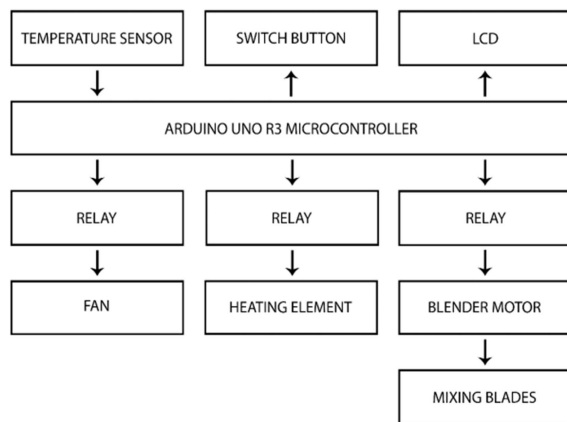 TEMPERATURE SENSOR
SWITCH BUTTON
LCD
ARDUINO UNO R3 MICROCONTROLLER
RELAY
RELAY
RELAY
FAN
HEATING ELEMENT
BLENDER MOTOR
MIXING BLADES